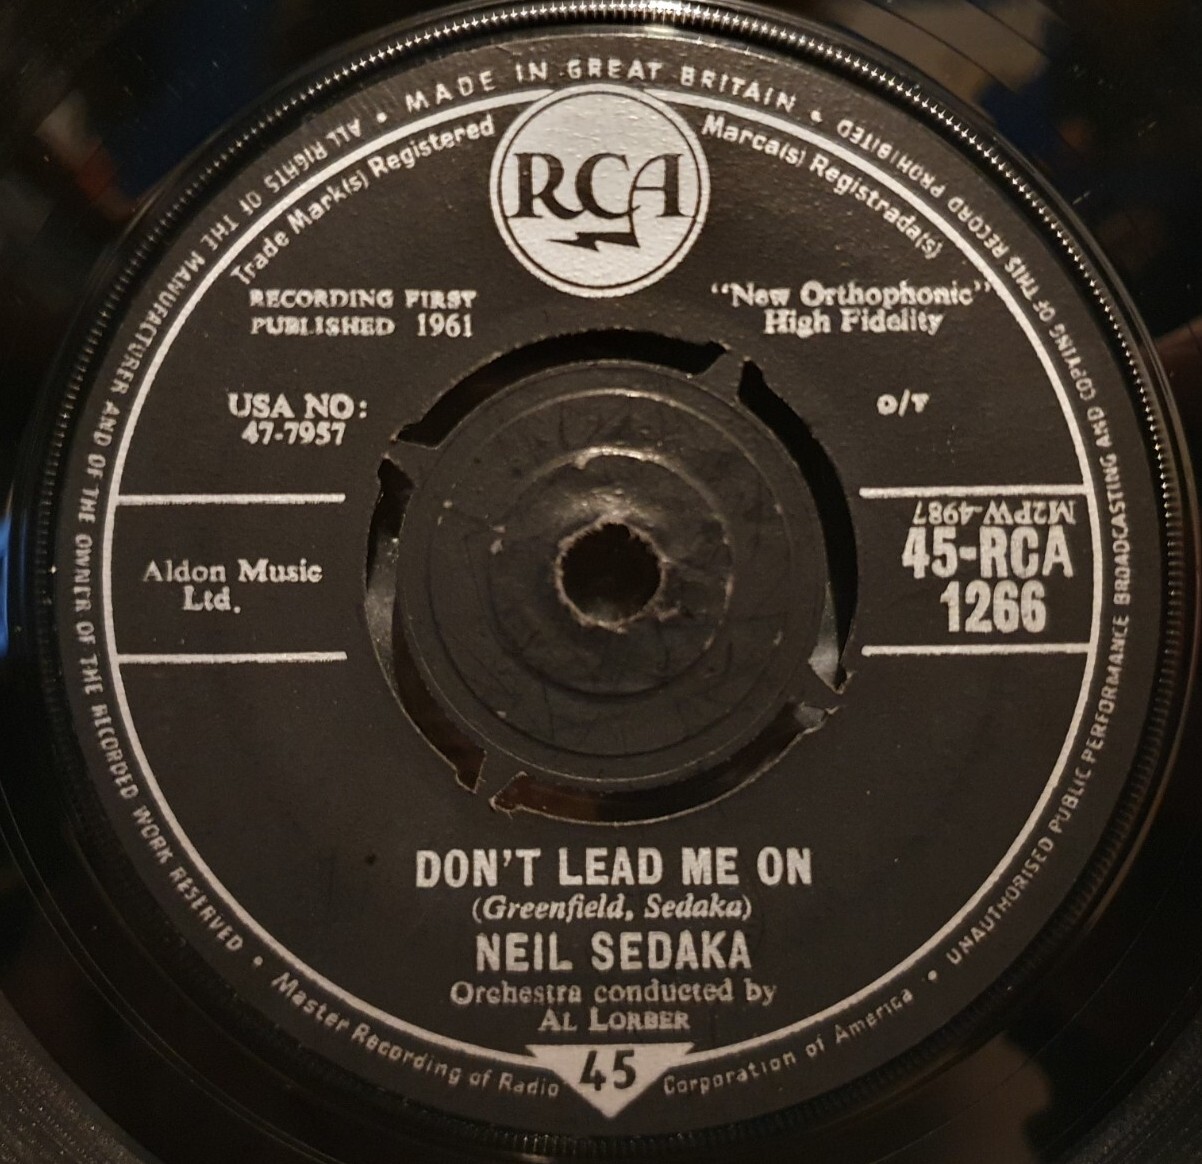 MADE IN GREAT BRITAIN • UNAUTHORISED PUBLIC PERFORMANCE BROADCASTING AND COPYING OF THIS RECORD PROHIBITED • ALL RIGHTS OF THE MANUFACTURER AND OF THE OWNER OF THE RECORDED WORK RESERVED •
Trade Mark(s) Registered
RCA
Marca(s) Registrada(s)
RECORDING FIRST
PUBLISHED 1961
"New Orthophonic"
High Fidelity
USA NO:
47-7957
O/T
M2PW-4987
45-RCA
1266
Aldon Music
Ltd.
DON'T LEAD ME ON
(Greenfield, Sedaka)
NEIL SEDAKA
Orchestra conducted by
AL LORBER
45
Master Recording of Radio Corporation of America •